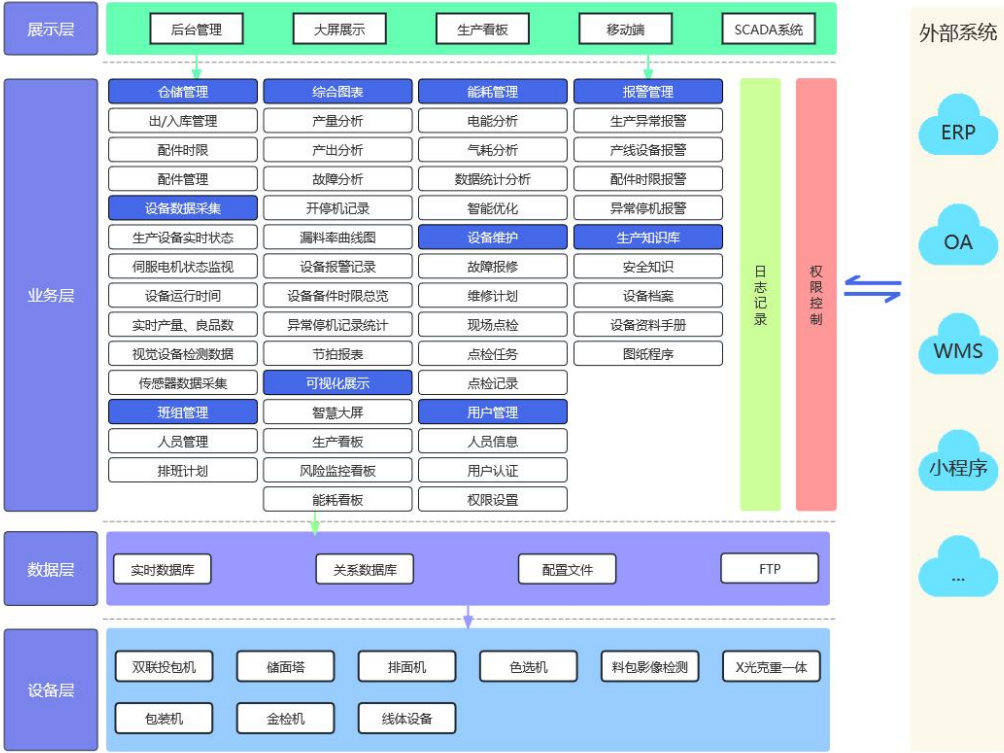 展示层
后台管理
大屏展示
生产看板
移动端
SCADA系统
业务层
仓储管理
出/入库管理
配件时限
配件管理
设备数据采集
生产设备实时状态
伺服电机状态监视
设备运行时间
实时产量、良品数
视觉设备检测数据
传感器数据采集
班组管理
人员管理
排班计划
综合图表
产量分析
产出分析
故障分析
开停机记录
漏料率曲线图
设备报警记录
设备备件时限总览
异常停机记录统计
节拍报表
可视化展示
智慧大屏
生产看板
风险监控看板
能耗看板
能耗管理
电能分析
气耗分析
数据统计分析
智能优化
设备维护
故障报修
维修计划
现场点检
点检任务
点检记录
用户管理
人员信息
用户认证
权限设置
报警管理
生产异常报警
产线设备报警
配件时限报警
异常停机报警
生产知识库
安全知识
设备档案
设备资料手册
图纸程序
日志记录
权限控制
数据层
实时数据库
关系数据库
配置文件
FTP
设备层
双联投包机
储面塔
排面机
色选机
料包影像检测
X光克重一体
包装机
金检机
线体设备
外部系统
ERP
OA
WMS
小程序
...